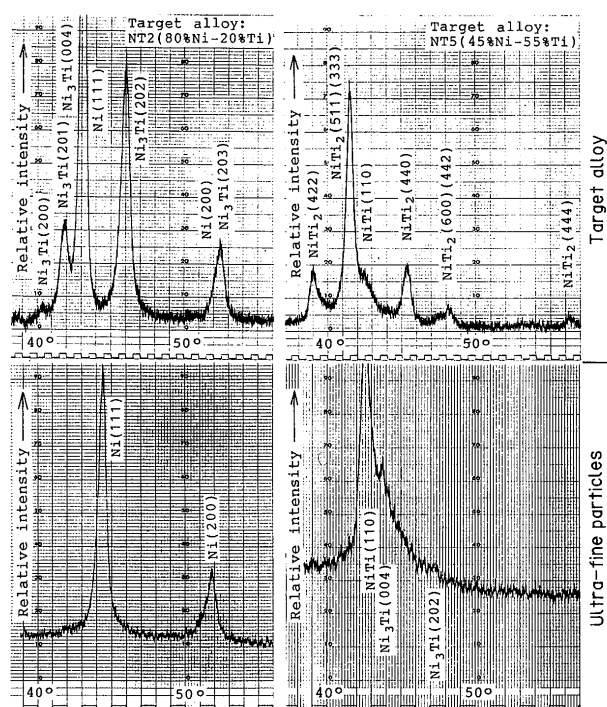 Target alloy:
NT2(80%Ni-20%Ti)
Relative intensity
Ni3Ti(200)
Ni3Ti(201)
Ni3Ti(004)
Ni(111)
Ni3Ti(202)
Ni(200)
Ni3Ti(203)
40°
50°
Target alloy:
NT5(45%Ni-55%Ti)
Relative intensity
NiTi2(422)
NiTi2(511)(333)
NiTi(110)
NiTi2(440)
NiTi2(600)(442)
NiTi2(444)
40°
50°
Target alloy
Relative intensity
Ni(111)
Ni(200)
40°
50°
Relative intensity
NiTi(110)
Ni3Ti(004)
Ni3Ti(202)
40°
50°
Ultra-fine particles